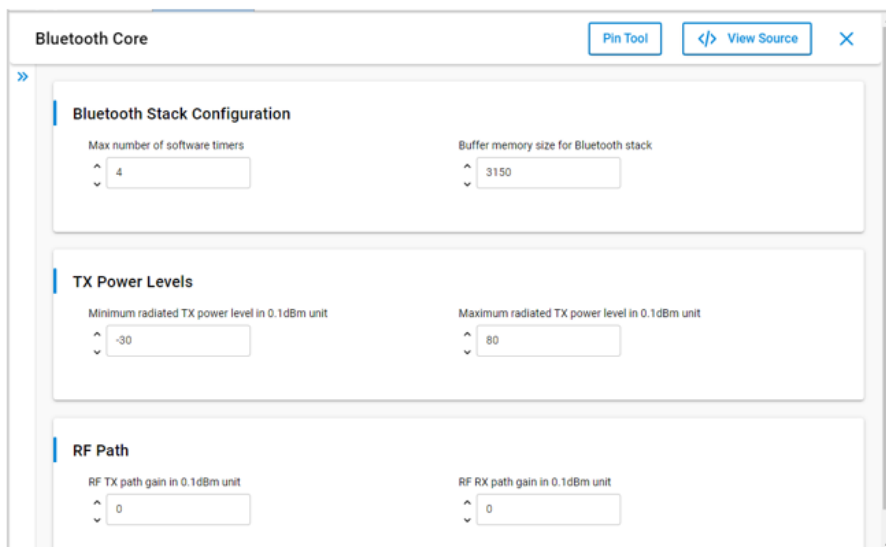 Bluetooth Core
Pin Tool
</> View Source
Bluetooth Stack Configuration
Max number of software timers
Buffer memory size for Bluetooth stack
4
3150
TX Power Levels
Minimum radiated TX power level in 0.1dBm unit
Maximum radiated TX power level in 0.1dBm unit
-30
80
RF Path
RF TX path gain in 0.1dBm unit
RF RX path gain in 0.1dBm unit
0
0